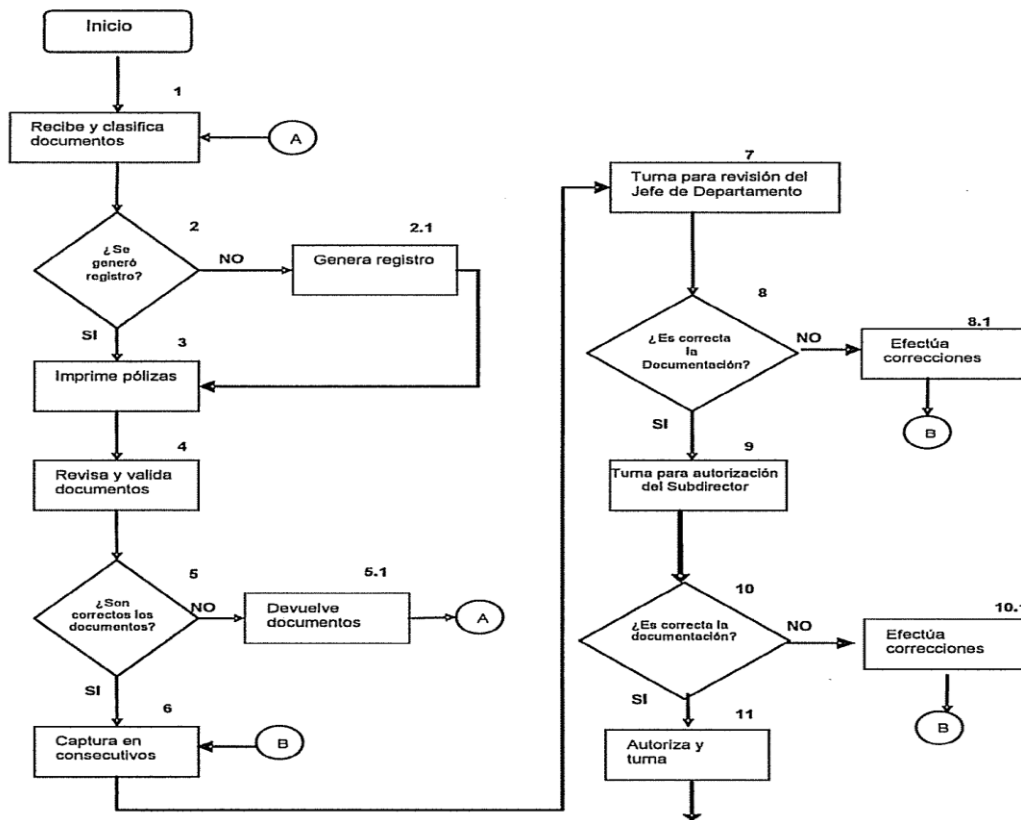 Inicio
1
Recibe y clasifica
documentos
A
2
¿Se
generó
registro?
NO
2.1
Genera registro
SI
3
Imprime pólizas
4
Revisa y valida
documentos
5
¿Son
correctos los
documentos?
NO
5.1
Devuelve
documentos
A
SI
6
Captura en
consecutivos
B
7
Turna para revisión del
Jefe de Departamento
8
¿Es correcta
la
Documentación?
NO
8.1
Efectúa
correcciones
B
SI
9
Turna para autorización
del Subdirector
10
¿Es correcta la
documentación?
NO
10.1
Efectúa
correcciones
B
SI
11
Autoriza y
turna